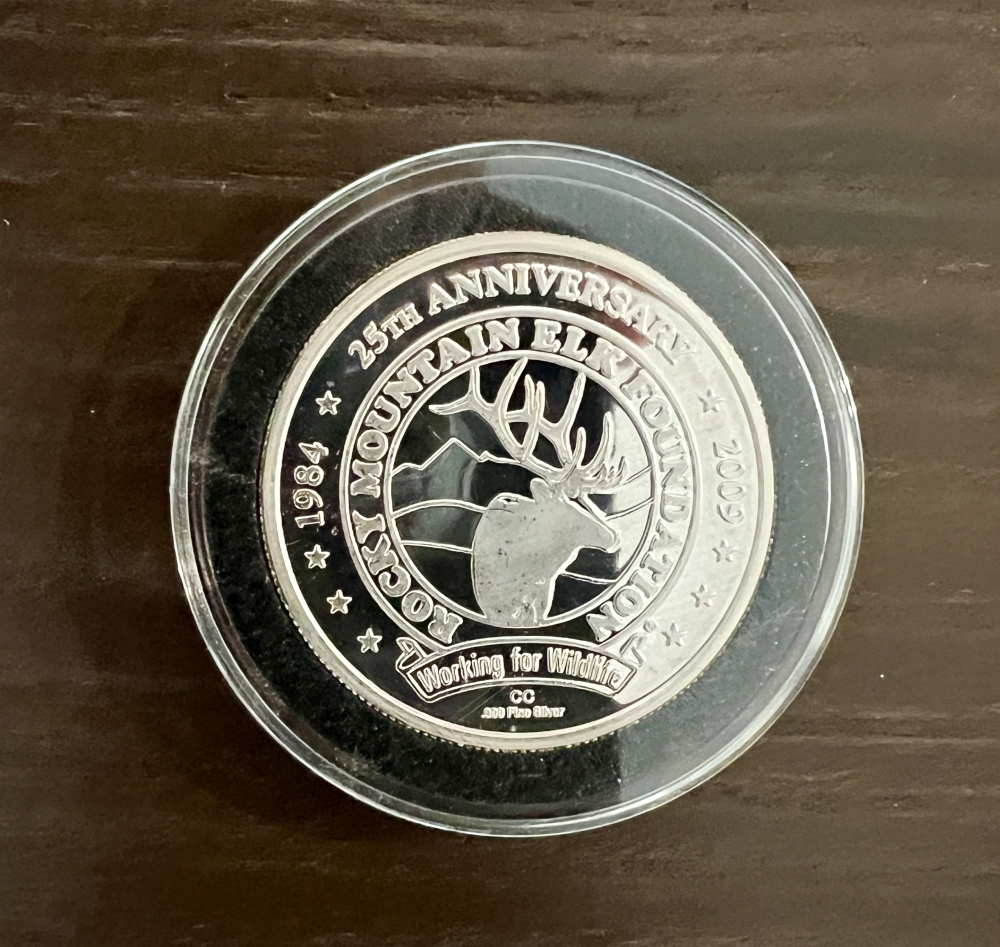 25TH ANNIVERSARY
1984
2009
ROCKY MOUNTAIN ELK FOUNDATION
Working for Wildlife
CC
.999 Fine Silver